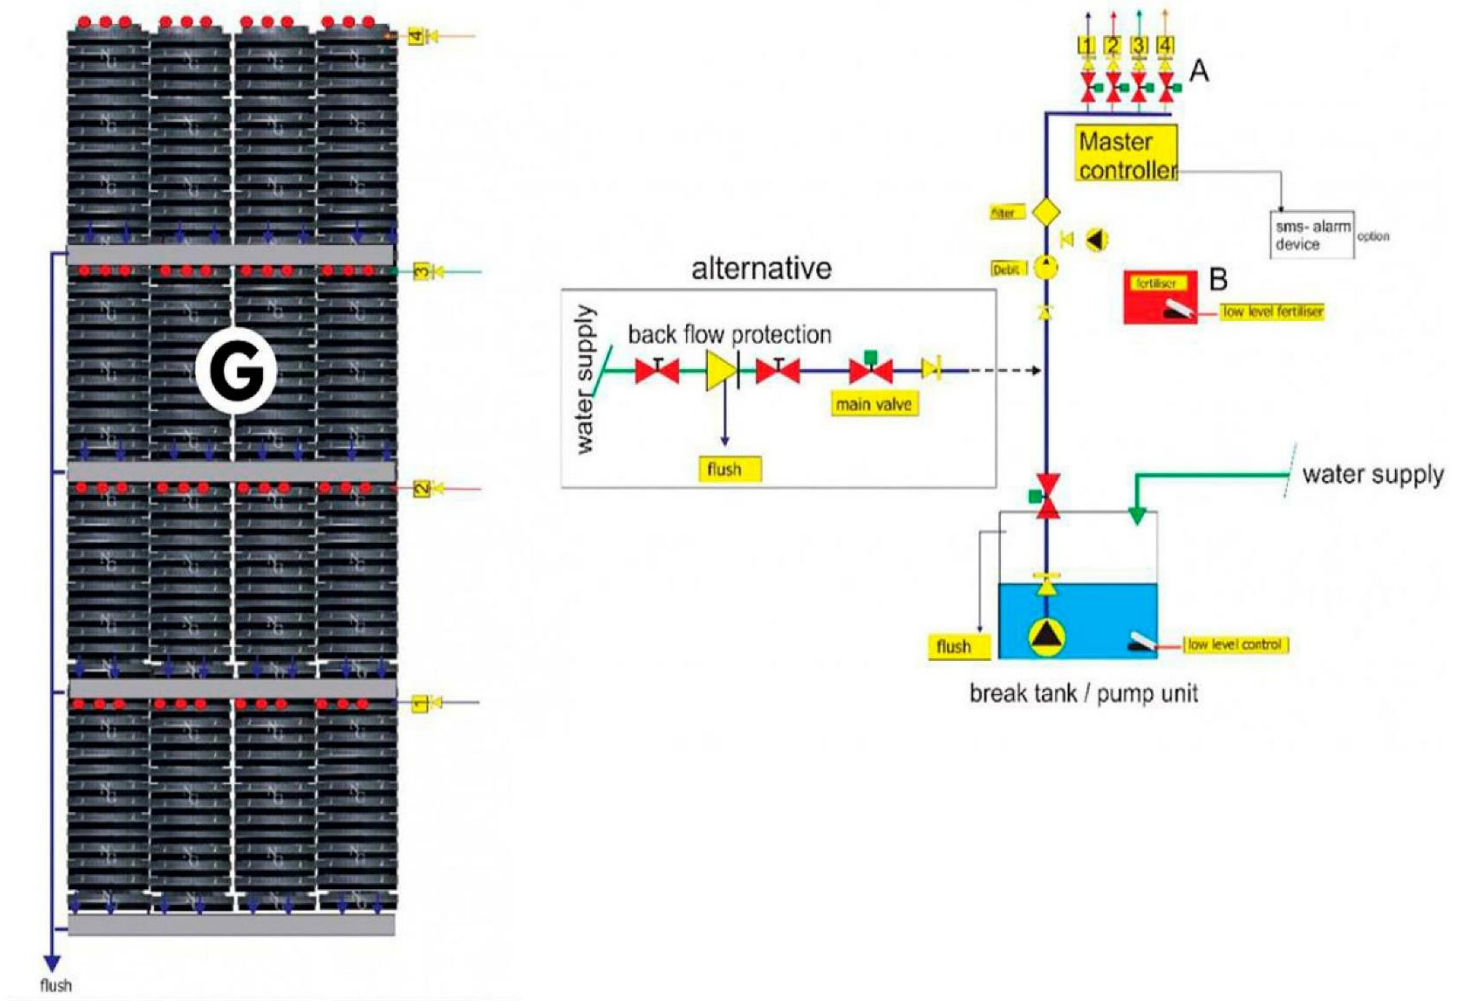 4
3
G
2
1
flush
1 2 3 4
A
Master
controller
filter
sms- alarm
device
option
Debit
fertiliser
B
low level fertiliser
alternative
water supply
back flow protection
main valve
flush
water supply
flush
low level control
break tank / pump unit